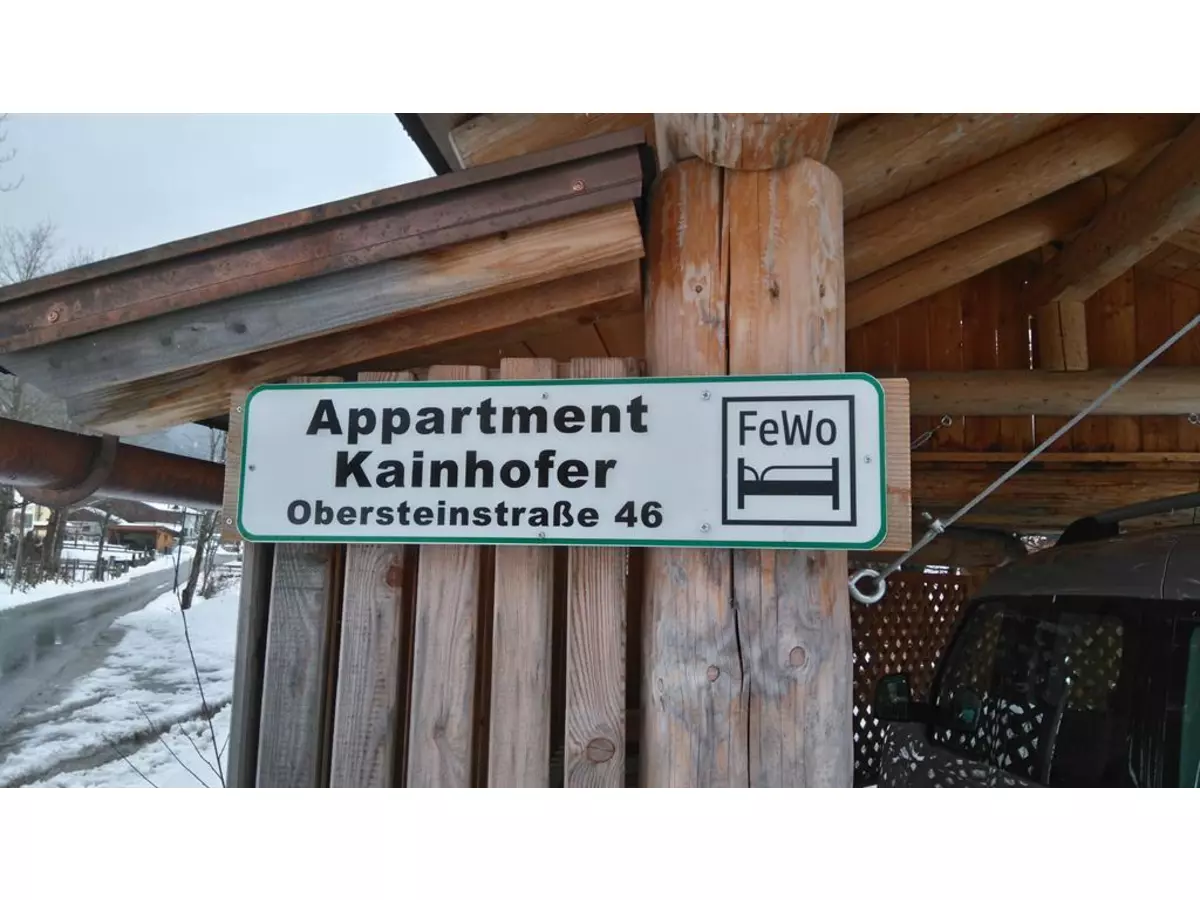 Appartment
Kainhofer
Obersteinstraße 46
FeWo